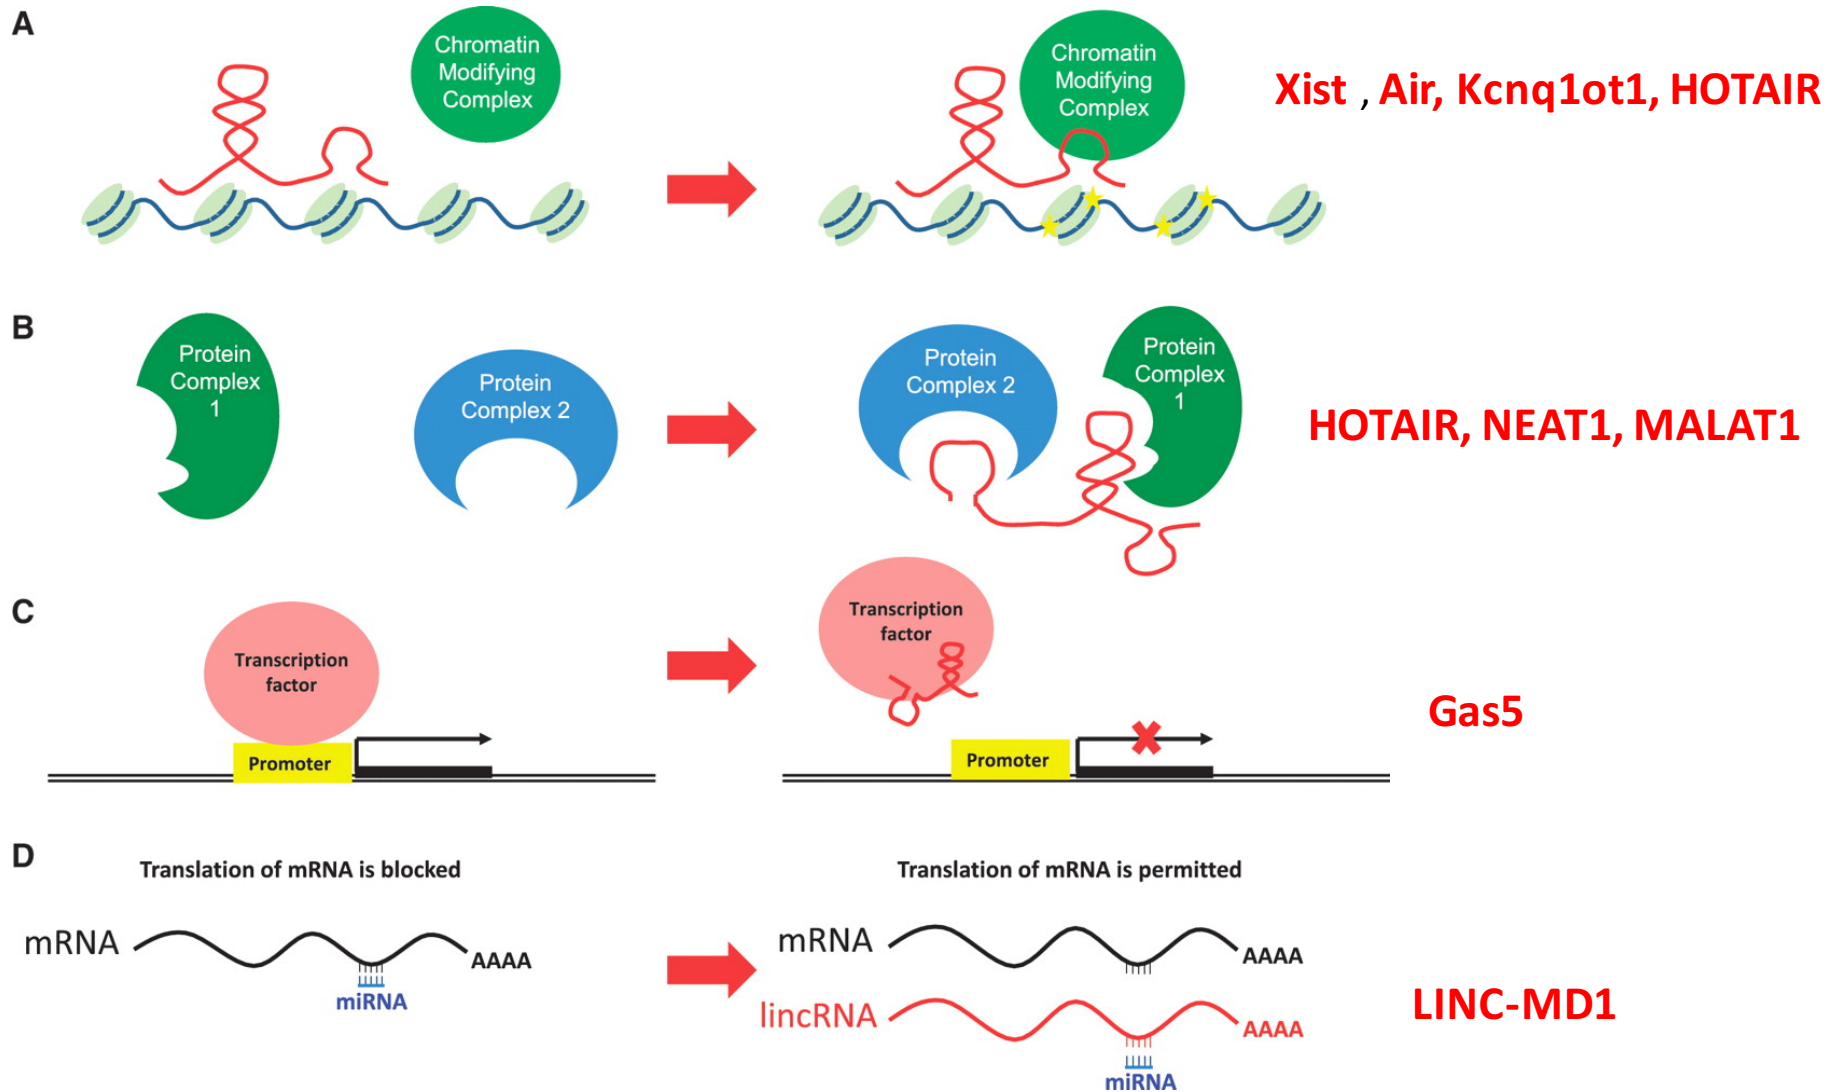 A
Chromatin
Modifying
Complex
Chromatin
Modifying
Complex
Xist , Air, Kcnq1ot1, HOTAIR
B
Protein
Complex
1
Protein
Complex 2
Protein
Complex 2
Protein
Complex
1
HOTAIR, NEAT1, MALAT1
C
Transcription
factor
Promoter
Transcription
factor
Promoter
Gas5
D
Translation of mRNA is blocked
Translation of mRNA is permitted
mRNA
AAAA
miRNA
mRNA
AAAA
lincRNA
AAAA
miRNA
LINC-MD1